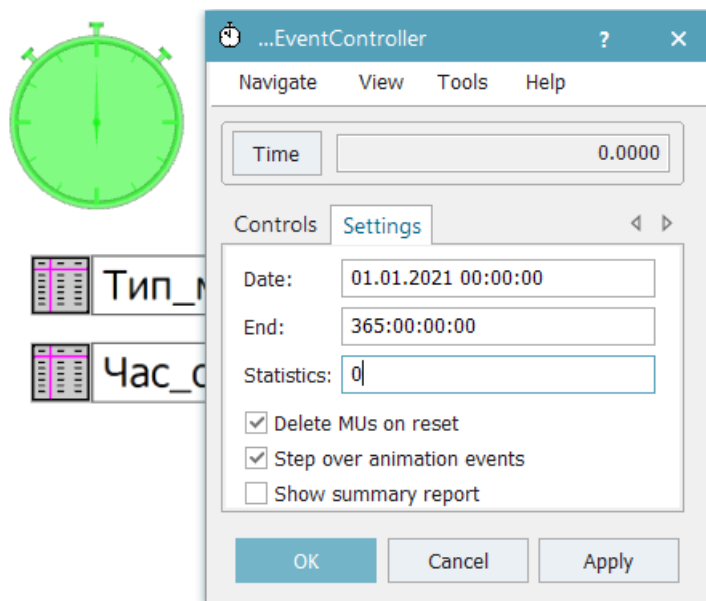 ...EventController ?
Navigate View Tools Help
Time 0.0000
Controls Settings
Date: 01.01.2021 00:00:00
End: 365:00:00:00
Statistics: 0
Delete MUs on reset
Step over animation events
Show summary report
OK Cancel Apply